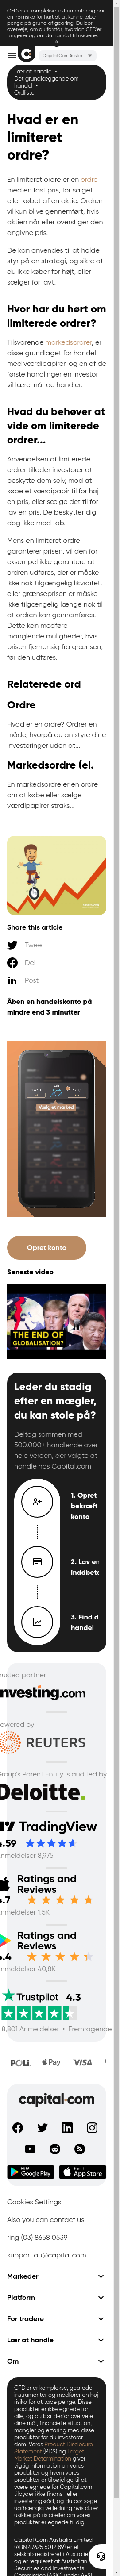 CFDer er komplekse instrumenter og har
en høj risiko for hurtigt at kunne tabe
penge på grund af gearing. Du bør
overveje, om du forstår, hvordan CFDer
fungerer og om du har råd til risiciene.
Capital Com Austra...
Lær at handle •
Det grundlæggende om
handel •
Ordliste
Hvad er en
limiteret
ordre?
En limiteret ordre er en ordre
med en fast pris, for salget
eller købet af en aktie. Ordren
vil kun blive gennemført, hvis
aktien når eller overstiger den
angivne pris.
De kan anvendes til at holde
styr på en strategi, og sikre at
du ikke køber for højt, eller
sælger for lavt.
Hvor har du hørt om
limiterede ordrer?
Tilsvarende markedsordrer, er
disse grundlaget for handel
med værdipapirer, og en af de
første handlinger en investor
vil lære, når de handler.
Hvad du behøver at
vide om limiterede
ordrer...
Anvendelsen af limiterede
ordrer tillader investorer at
beskytte dem selv, mod at
købe et værdipapir til for højt
en pris, eller sælge det til for
lav en pris. De beskytter dig
dog ikke mod tab.
Mens en limiteret ordre
garanterer prisen, vil den for
eksempel ikke garantere at
ordren udføres, der er måske
ikke nok tilgængelig likviditet,
eller grænseprisen er måske
ikke tilgængelig længe nok til
at ordren kan gennemføres.
Dette kan medføre
manglende muligheder, hvis
prisen fjerner sig fra grænsen,
om den udføres.
Relaterede ord
Ordre
Hvad er en ordre? Ordrer en
måde, hvorpå du en styre dine
investeringer uden at...
Markedsordre (el.
En markedsordre er en ordre
om at købe eller sælge
værdipapirer straks...
Share this article
Tweet
Del
Post
Åben en handelskonto på
mindre end 3 minutter
Opret konto
Seneste video
THE END OF
GLOBALISATION?
Leder du stadig
efter en mægler,
du kan stole på?
Deltag sammen med
500.000+ handlende over
hele verden, der valgte at
handle hos Capital.com
1. Opret
bekræft
konto
2. Lav en
indbeta
3. Find di
handel
rusted partner
Investing.com
owered by
REUTERS
Group's Parent Entity is audited by
Deloitte.
TradingView
4.59
nmeldelser 8,975
Ratings and
Reviews
4.7
nmeldelser 1,5K
Ratings and
Reviews
4.4
nmeldelser 40,8K
Trustpilot 4.3
8,801 Anmeldelser • Fremragende
POLi
Pay
VISA
capital•com
Google Play
App Store
Cookies Settings
Also you can contact us:
ring (03) 8658 0539
support.au@capital.com
Markeder
Platform
For tradere
Lær at handle
Om
CFDer er komplekse
instrumenter og medfører en høj
risiko for at tabe penge. Du ejer
ikke produkterne eller de
underliggende aktiver for alle,
og du bør derfor overveje dine
mål, finansielle situation,
mangler og erfaring med disse
produkter før du investerer i
dem. Vores Product Disclosure
Statement (PDS) og Target
Market Determination giver
vigtig information on vores
produkter og hvem vores
produkter er tilpasset til at
være egnede for Capital.com
tilbyder ikke finans- eller
investeringsråd, og du bør søge
uafhængig vejledning hvis du er
i tvivl om risikoen som vores
produkter er egnede til dig.
Capital Com Australia Limited
(ABN 47625 601 489) er et
selskab registreret i Australien
og er reguleret af Australian
Securities and Investments